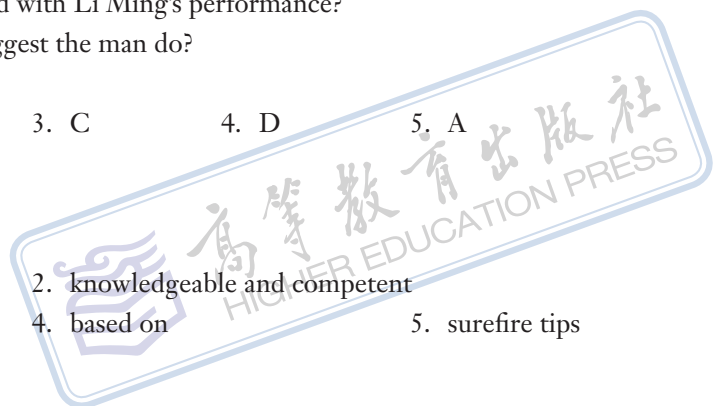 d with Li Ming's performance?
ggest the man do?
3. C 4. D 5. A
高等教育出版社
HIGHER EDUCATION PRESS
2. knowledgeable and competent
4. based on 5. surefire tips